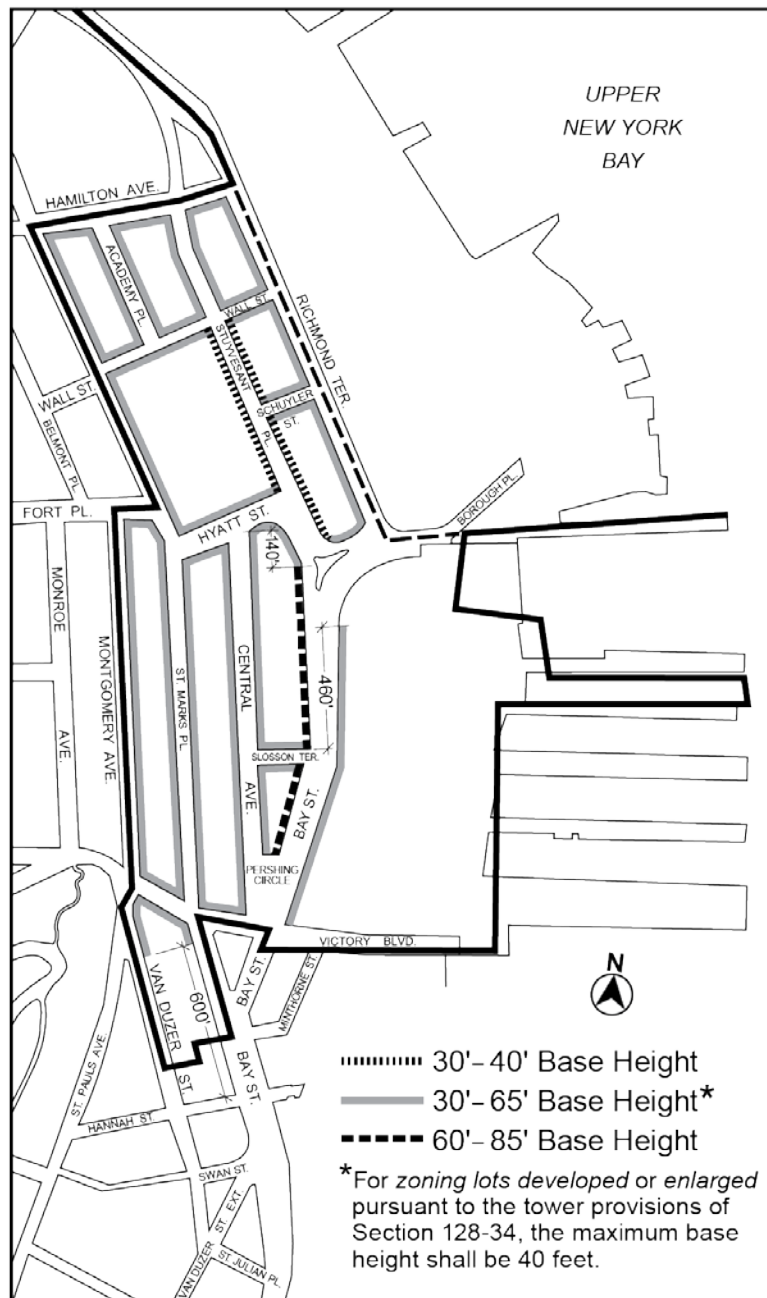 UPPER
NEW YORK
BAY
HAMILTON AVE.
ACADEMY PL.
WALL ST.
RICHMOND TER.
STUYVESANT
PL.
SCHUYLER
ST.
WALL ST.
BELMONT PL.
FORT PL.
HYATT ST.
BOROUGH PL.
140'
MONROE
AVE.
MONTGOMERY AVE.
ST. MARKS PL
CENTRAL
AVE.
460'
SLOSSON TER.
BAY ST.
PERSHING
CIRCLE
VICTORY BLVD.
VAN DUZER
ST.
600'
BAY ST.
MINTHORNE ST.
BAY ST.
ST. PAULS AVE.
HANNAH ST.
SWAN ST.
VAN DUZER ST. EXT
ST JULIAN PL.
N
30'–40' Base Height
30'–65' Base Height*
60'–85' Base Height
*For zoning lots developed or enlarged
pursuant to the tower provisions of
Section 128-34, the maximum base
height shall be 40 feet.